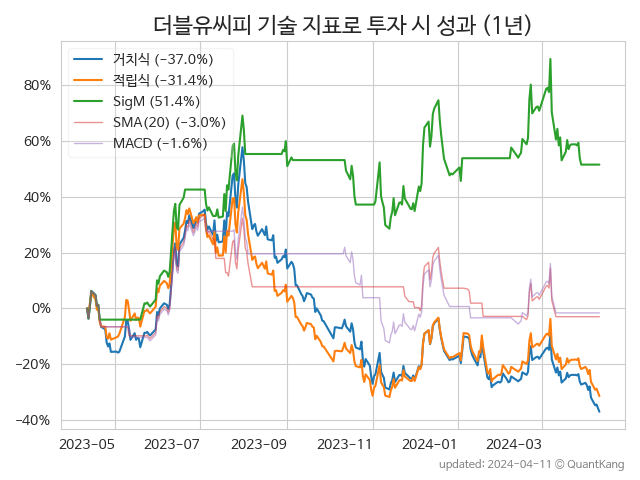 더블유씨피 기술 지표로 투자 시 성과 (1년)
거치식 (−37.0%)
적립식 (−31.4%)
SigM (51.4%)
SMA(20) (−3.0%)
MACD (−1.6%)
80%
60%
40%
20%
0%
−20%
−40%
2023−05
2023−07
2023−09
2023−11
2024−01
2024−03
updated: 2024−04−11 © QuantKang